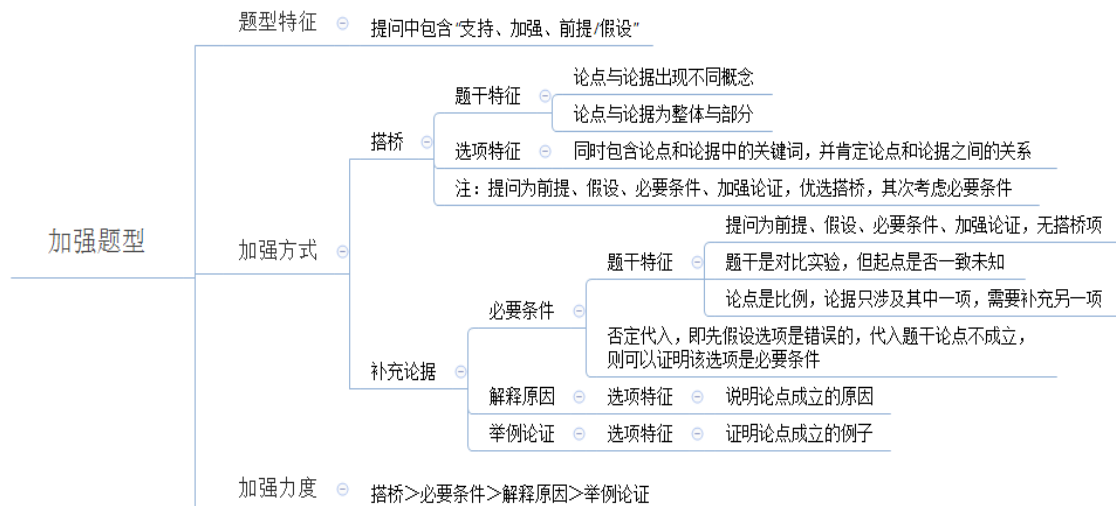 题型特征
提问中包含“支持、加强、前提/假设”
论点与论据出现不同概念
题干特征
论点与论据为整体与部分
搭桥
选项特征
同时包含论点和论据中的关键词，并肯定论点和论据之间的关系
注：提问为前提、假设、必要条件、加强论证，优选搭桥，其次考虑必要条件
加强题型
加强方式
提问为前提、假设、必要条件、加强论证，无搭桥项
题干特征
题干是对比实验，但起点是否一致未知
论点是比例，论据只涉及其中一项，需要补充另一项
必要条件
否定代入，即先假设选项是错误的，代入题干论点不成立，
则可以证明该选项是必要条件
补充论据
解释原因
选项特征
说明论点成立的原因
举例论证
选项特征
证明论点成立的例子
加强力度
搭桥＞必要条件＞解释原因＞举例论证